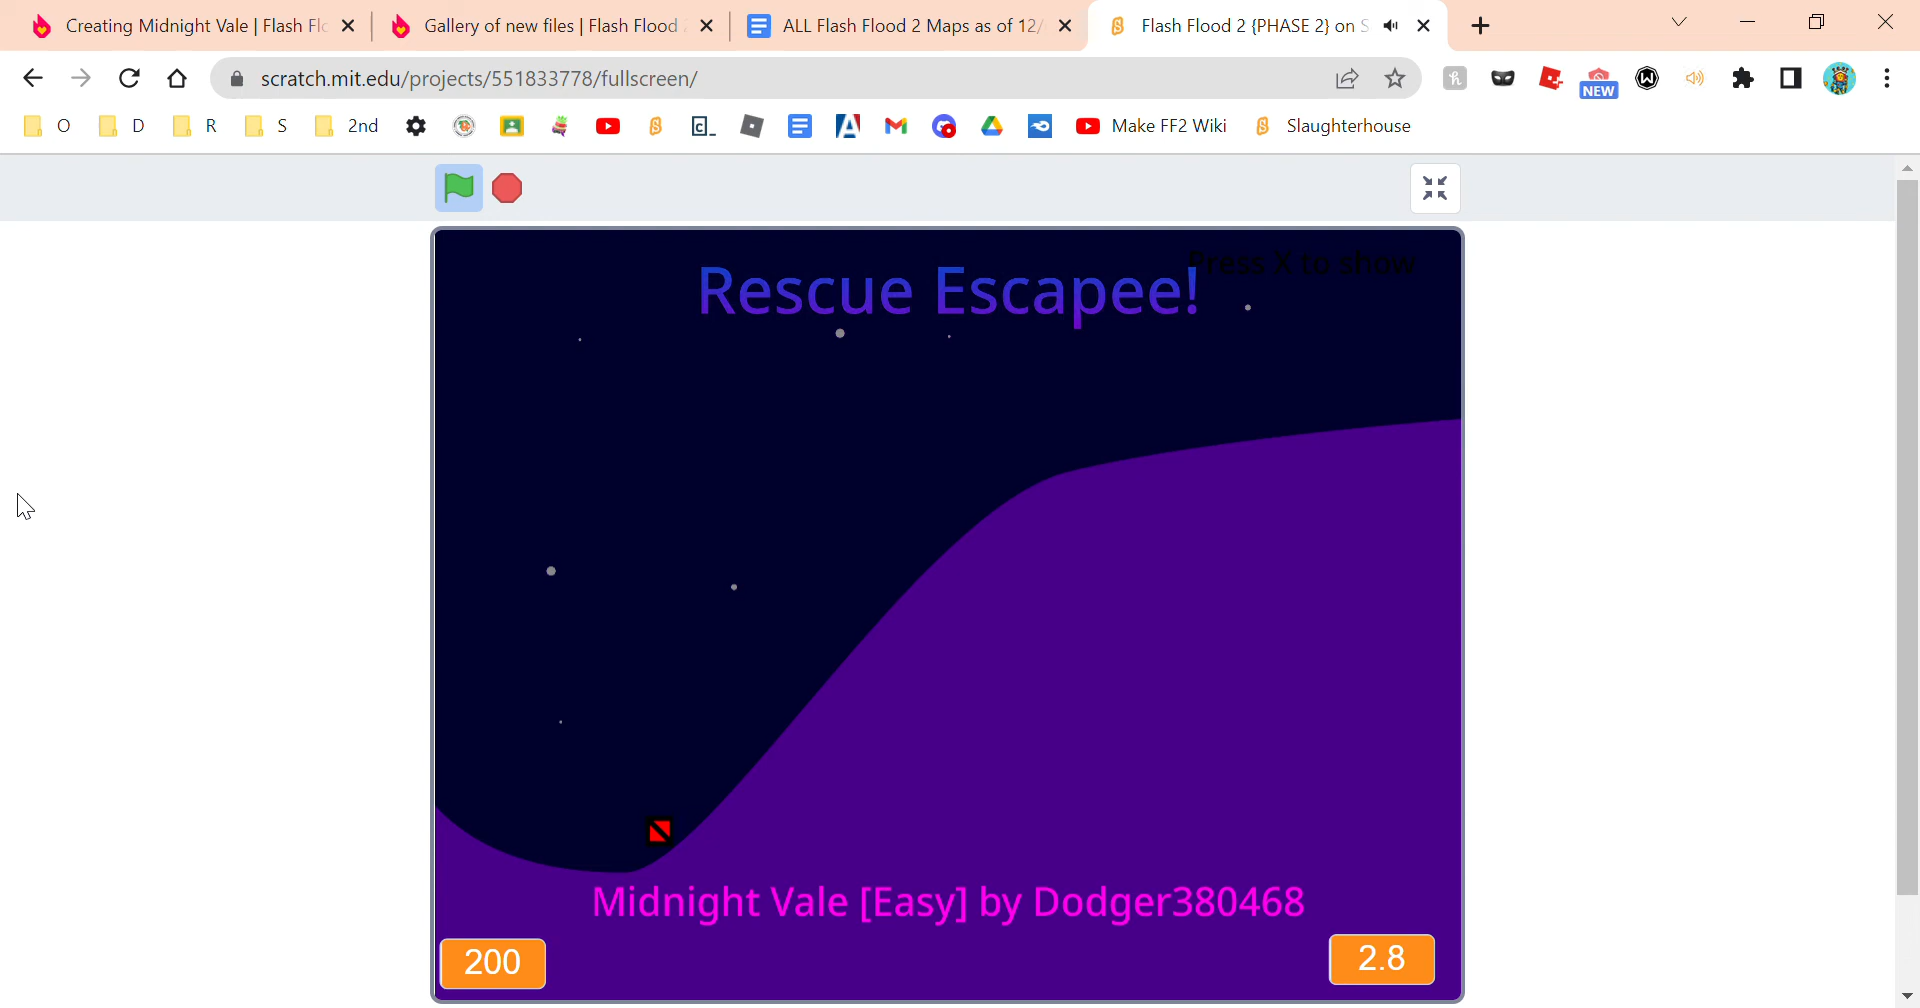 Creating Midnight Vale | Flash Flo
Gallery of new files | Flash Flood
ALL Flash Flood 2 Maps as of 12/
Flash Flood 2 {PHASE 2} on S
scratch.mit.edu/projects/551833778/fullscreen/
NEW
O
D
R
S
2nd
Make FF2 Wiki
Slaughterhouse
Press X to show
Rescue Escapee!
Midnight Vale [Easy] by Dodger380468
200
2.8